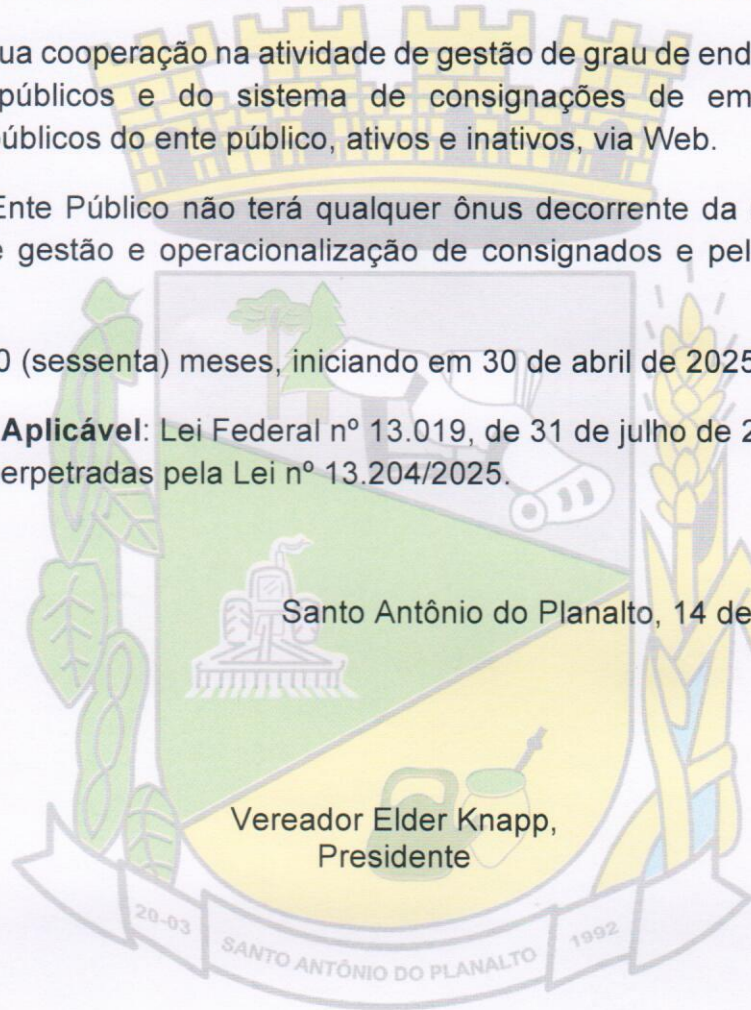 ua cooperação na atividade de gestão de grau de end
públicos e do sistema de consignações de em
úblicos do ente público, ativos e inativos, via Web.
Ente Público não terá qualquer ônus decorrente da
e gestão e operacionalização de consignados e pel
0 (sessenta) meses, iniciando em 30 de abril de 2025
Aplicável: Lei Federal nº 13.019, de 31 de julho de 2
erpetradas pela Lei nº 13.204/2025.
Santo Antônio do Planalto, 14 de
Vereador Elder Knapp,
Presidente
20-03 SANTO ANTÔNIO DO PLANALTO 1992